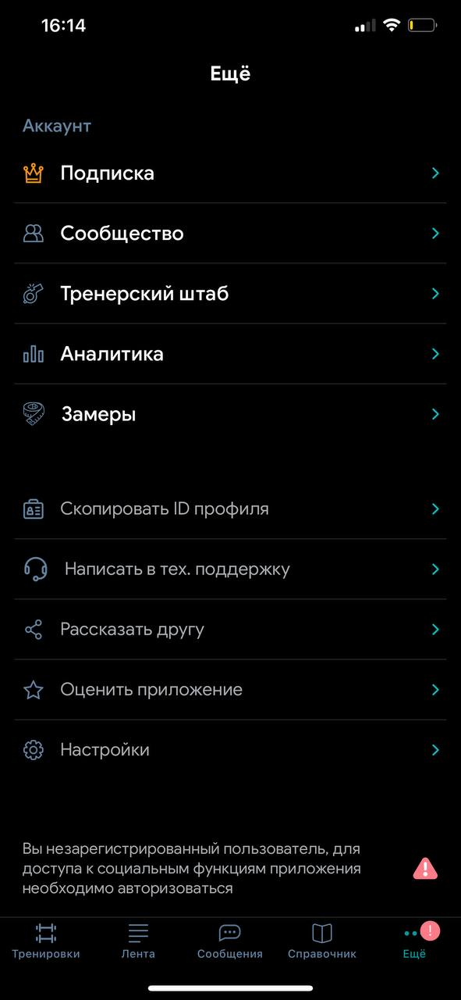 16:14
Ещё
Аккаунт
Подписка
Сообщество
Тренерский штаб
Аналитика
Замеры
Скопировать ID профиля
Написать в тех. поддержку
Рассказать другу
Оценить приложение
Настройки
Вы незарегистрированный пользователь, для
доступа к социальным функциям приложения
необходимо авторизоваться
Тренировки
Лента
Сообщения
Справочник
Ещё